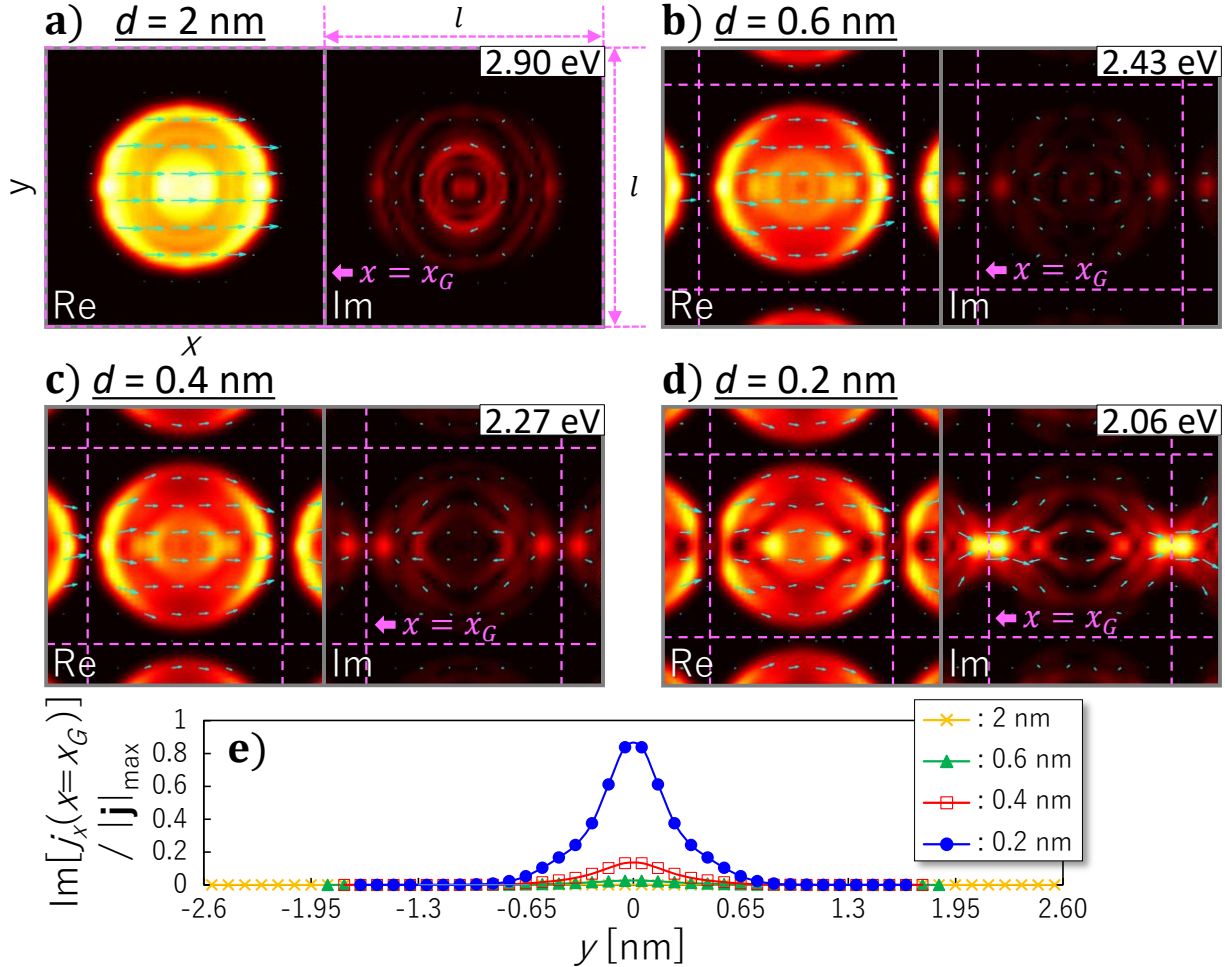 a) d = 2 nm
l
b) d = 0.6 nm
2.90 eV
2.43 eV
y
l
x = x_G
x = x_G
Re
Im
Re
Im
x
c) d = 0.4 nm
d) d = 0.2 nm
2.27 eV
2.06 eV
x = x_G
x = x_G
Re
Im
Re
Im
Im[j_x(x=x_G)]
/ |j|_max
e)
1
0.8
0.6
0.4
0.2
0
: 2 nm
: 0.6 nm
: 0.4 nm
: 0.2 nm
-2.6 -1.95 -1.3 -0.65 0 0.65 1.3 1.95 2.60
y [nm]